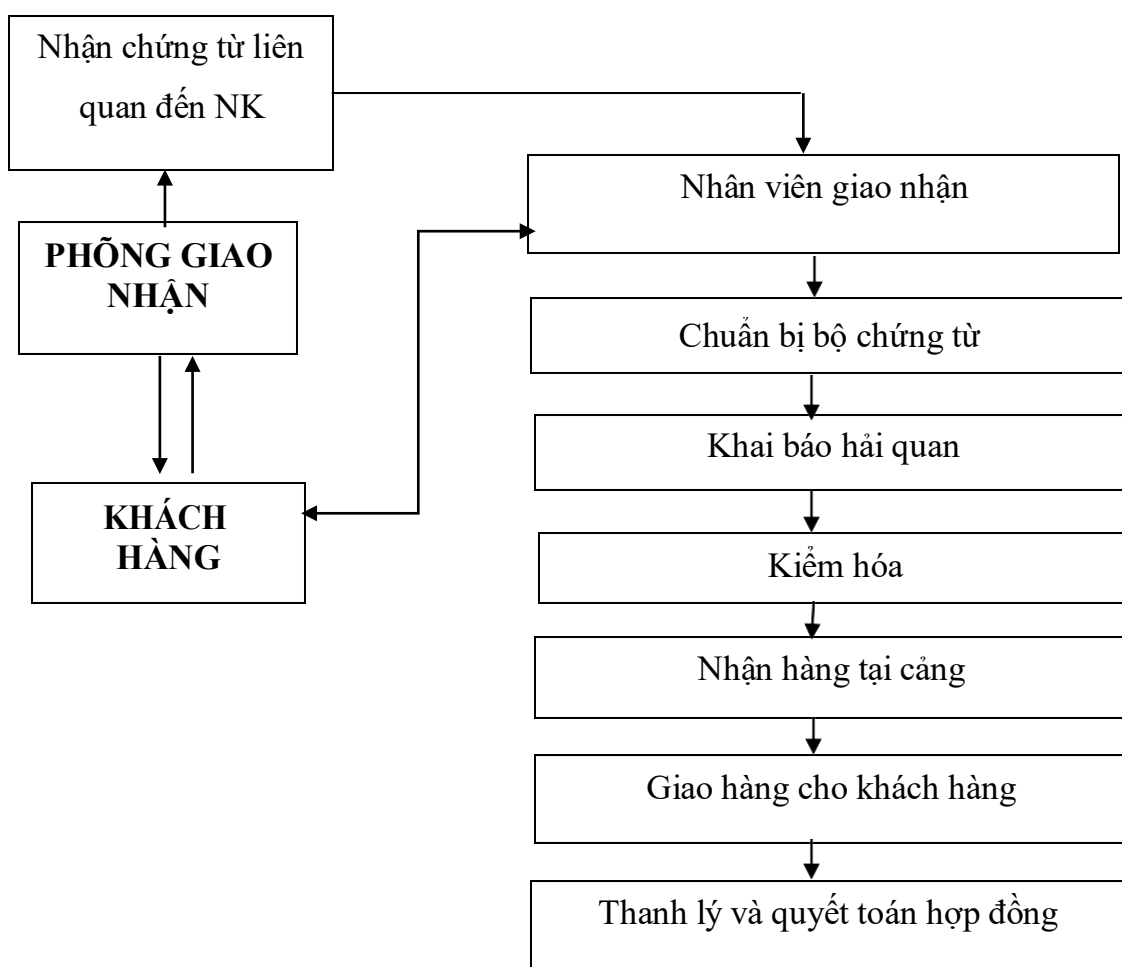 Nhận chứng từ liên
quan đến NK
Nhân viên giao nhận
PHÕNG GIAO
NHẬN
Chuẩn bị bộ chứng từ
Khai báo hải quan
KHÁCH
HÀNG
Kiểm hóa
Nhận hàng tại cảng
Giao hàng cho khách hàng
Thanh lý và quyết toán hợp đồng